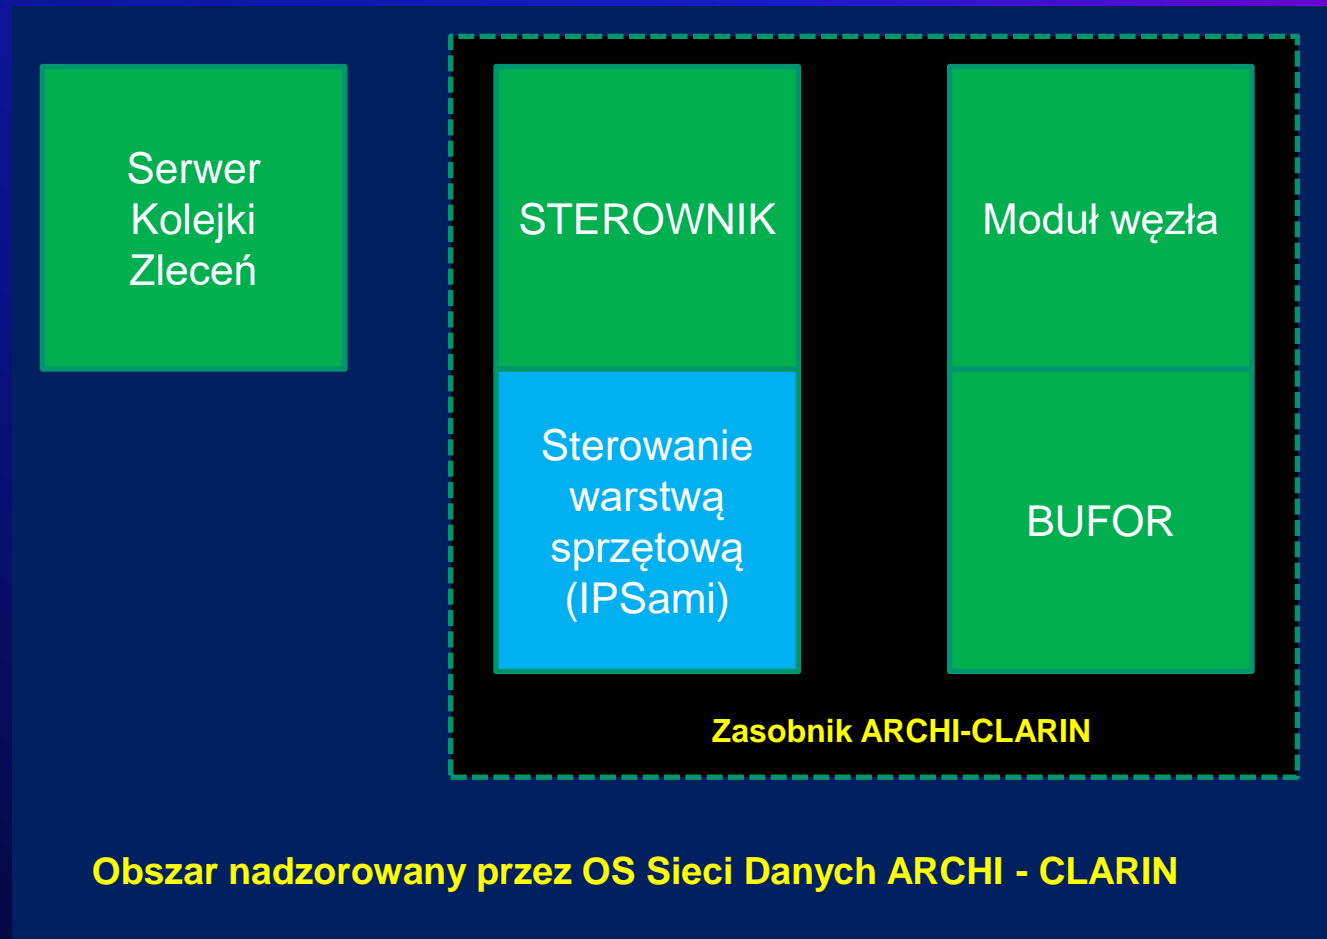 Serwer
Kolejki
Zleceń
STEROWNIK
Moduł węzła
Sterowanie
warstwą
sprzętową
(IPSami)
BUFOR
Zasobnik ARCHI-CLARIN
Obszar nadzorowany przez OS Sieci Danych ARCHI - CLARIN